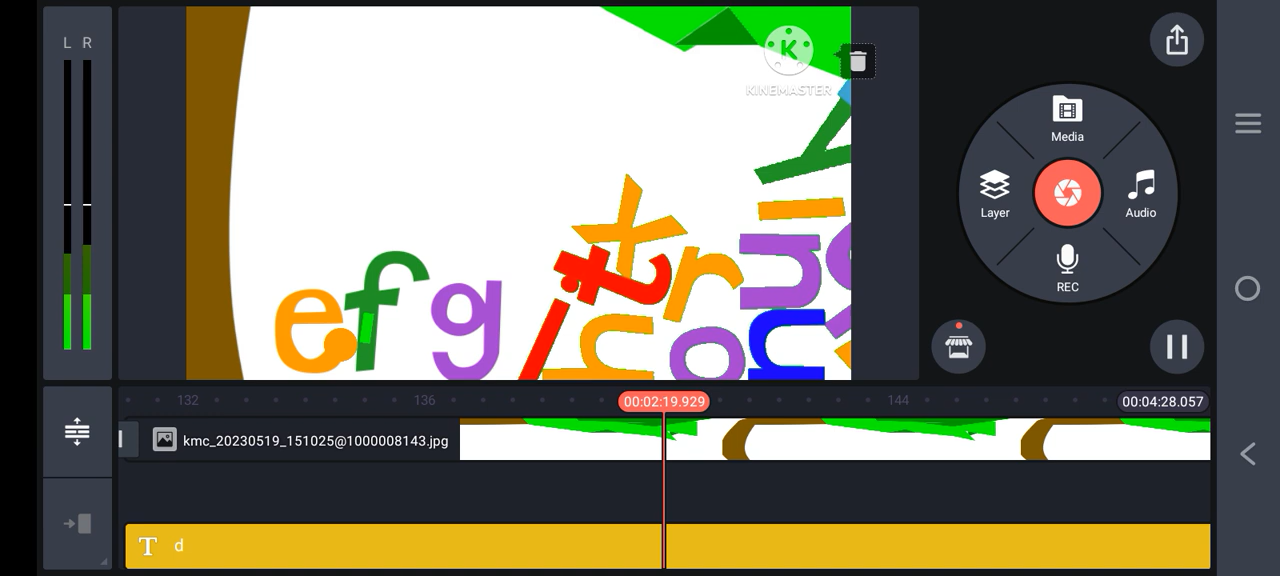 L R
KINEMASTER
K
Media
Layer
Audio
REC
y
x
t
r
n
e f g
i
h
o
u
132
136
00:02:19.929
144
00:04:28.057
kmc_20230519_151025@1000008143.jpg
T d